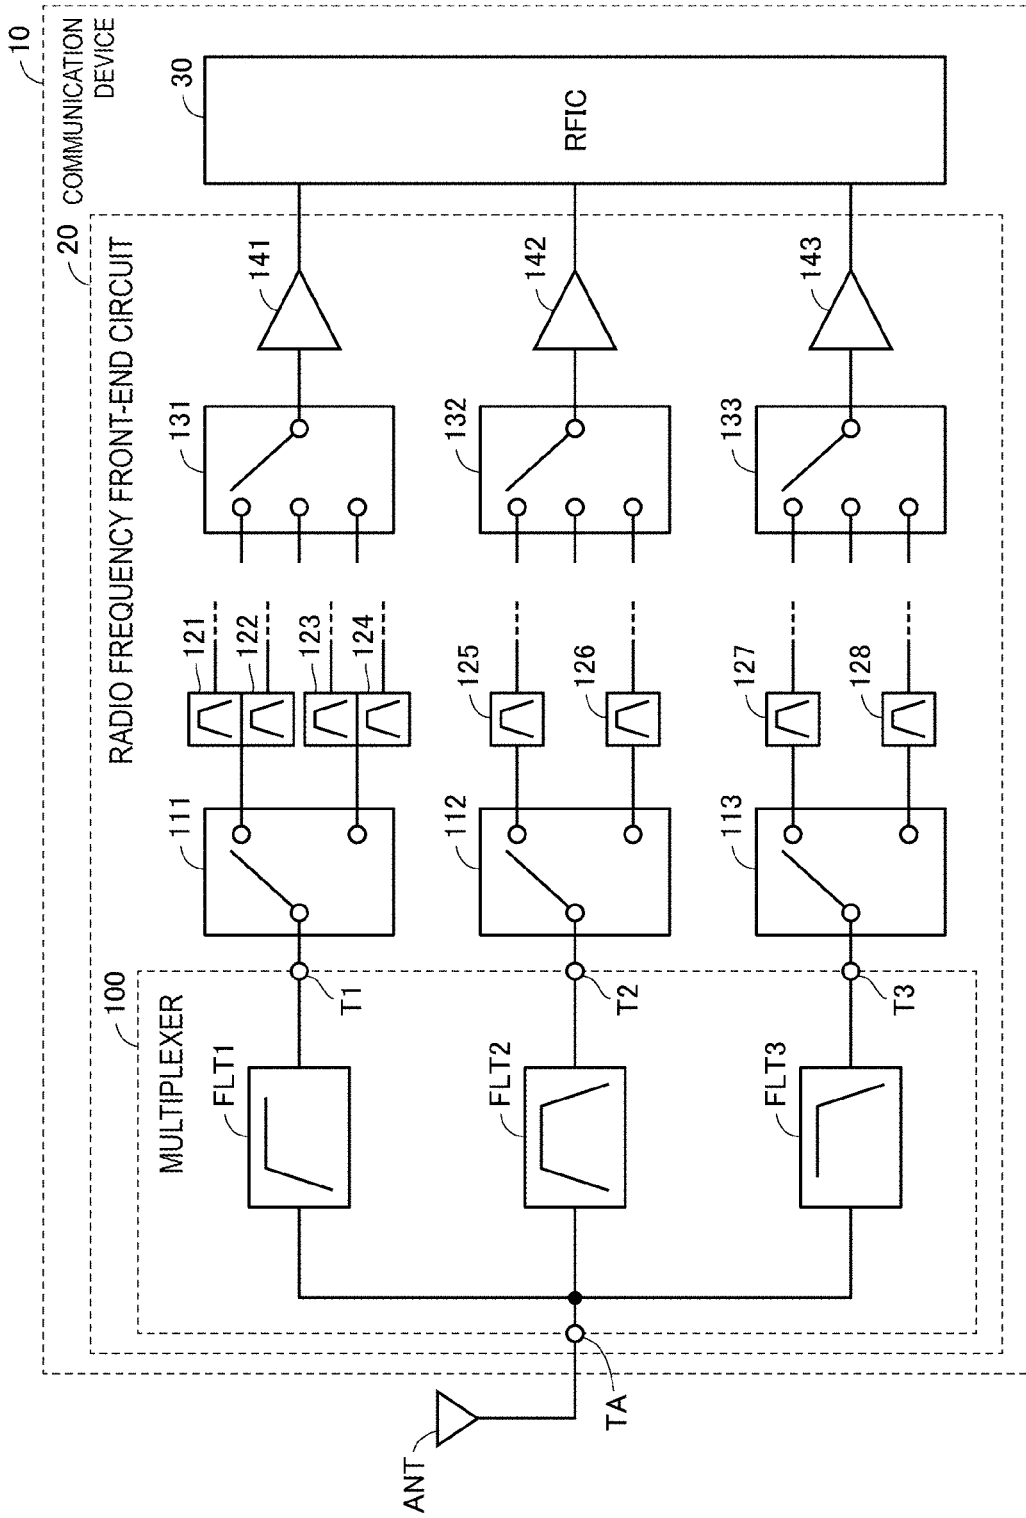 10
COMMUNICATION
DEVICE
20
RADIO FREQUENCY FRONT-END CIRCUIT
30
RFIC
100
MULTIPLEXER
FLT1
T1
111
121
122
123
124
131
141
ANT
TA
FLT2
T2
112
125
126
132
142
FLT3
T3
113
127
128
133
143